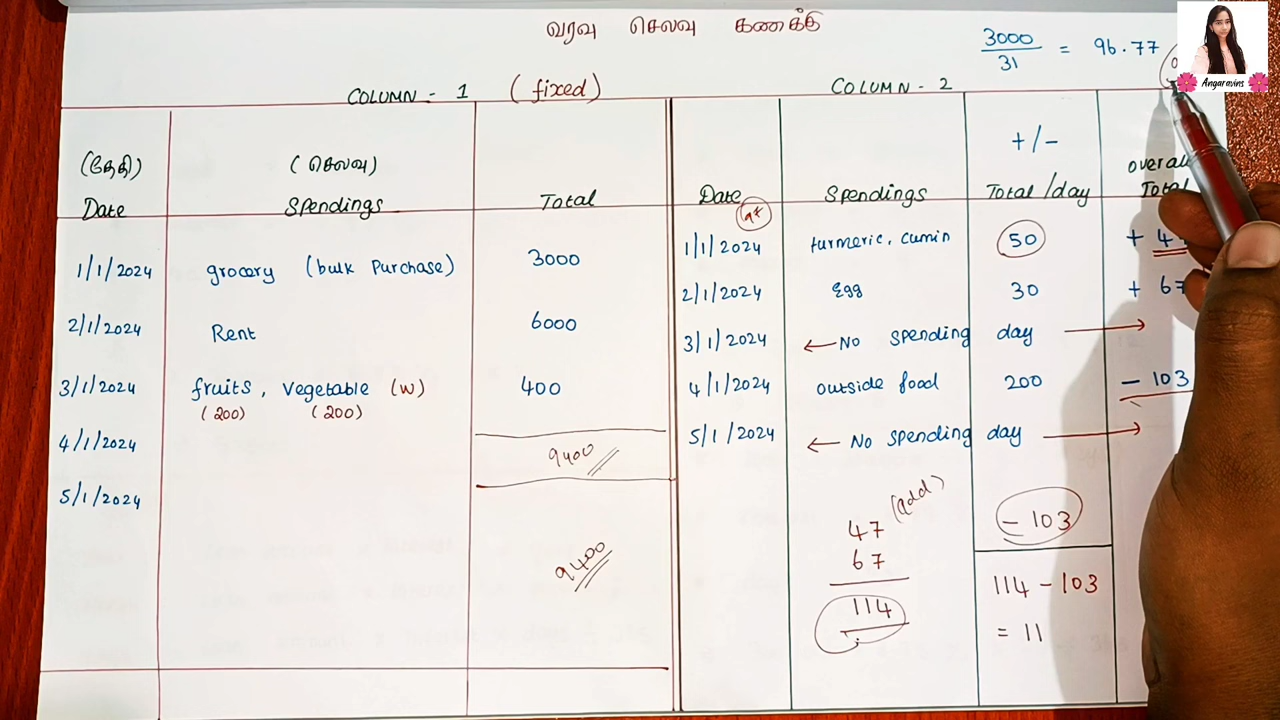 வரவு செலவு கணக்கு
3000/31 = 96.77
Angaravins
COLUMN - 1 (fixed)
COLUMN - 2
(தேதி) Date
(செலவு) Spendings
Total
Date
Spendings
+/- Total/day
overall Total
1/1/2024 grocery (bulk purchase) 3000
2/1/2024 Rent 6000
3/1/2024 fruits, vegetable (W) 400
(200) (200)
4/1/2024
9400
5/1/2024
9400
1/1/2024 turmeric, cumin 50 + 47
2/1/2024 Egg 30 + 67
3/1/2024 ← No spending day →
4/1/2024 outside food 200 - 103
5/1/2024 ← No spending day →
47 (add)
67
114
- 103
114 - 103
= 11